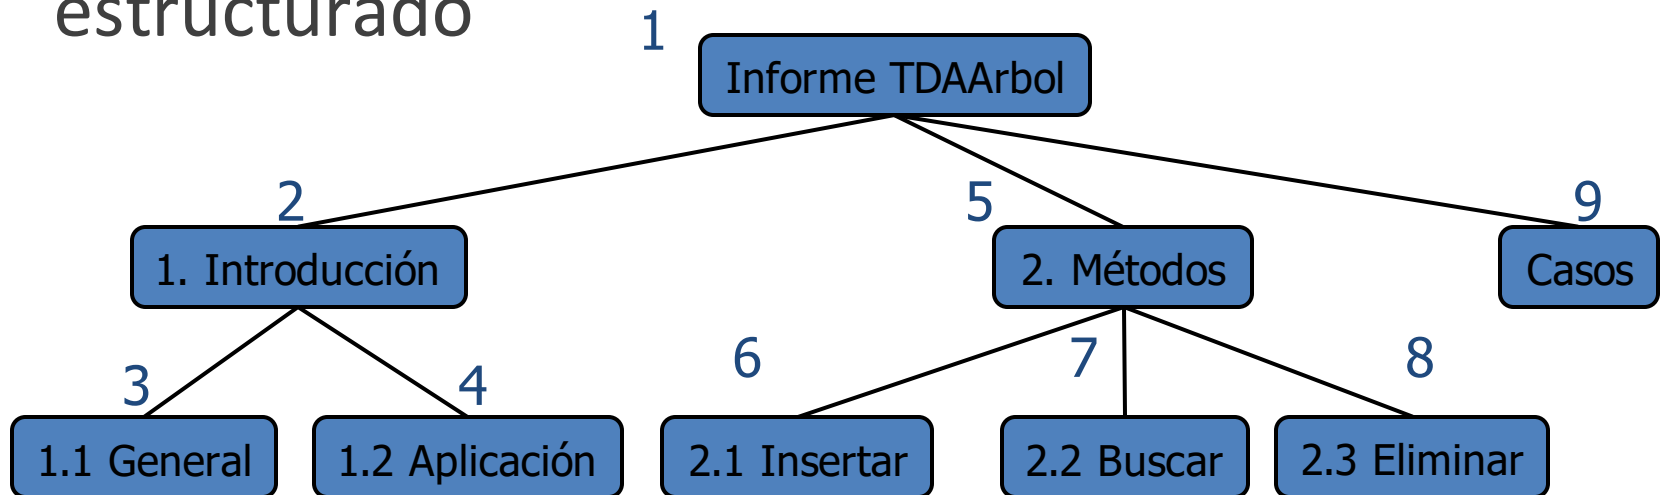 estructurado
1
Informe TDAArbol
2 5 9
1. Introducción 2. Métodos Casos
3 4 6 7 8
1.1 General 1.2 Aplicación 2.1 Insertar 2.2 Buscar 2.3 Eliminar